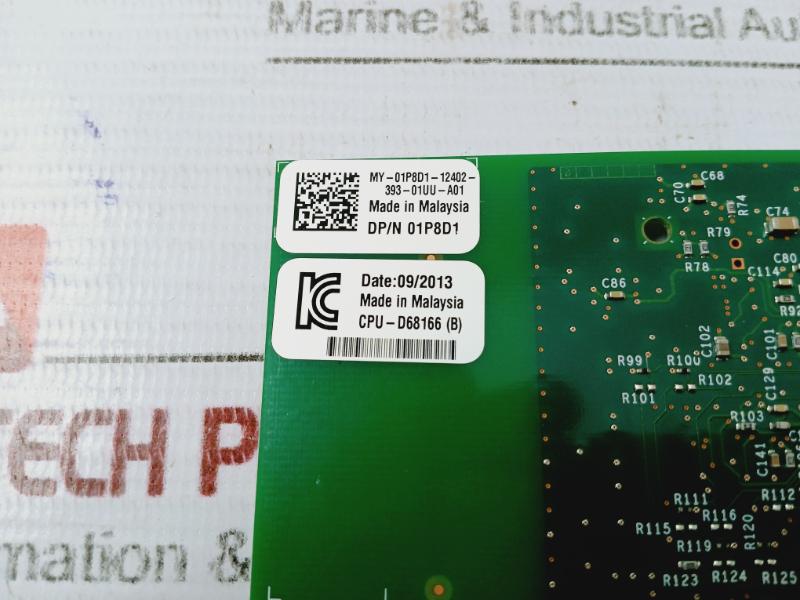 Marine & Industrial Au
MY-01P8D1-12402-
393-01UU-A01
Made in Malaysia
DP/N 01P8D1
Date:09/2013
Made in Malaysia
CPU-D68166 (B)
TECH P
mation &
C68
C70
R74
C74
R79
R78
C80
C114
C86
R92
C102
C101
R99
R100
R101
R102
C129
R103
C141
R111
R112
R115
R116
R120
R119
R123
R124
R125